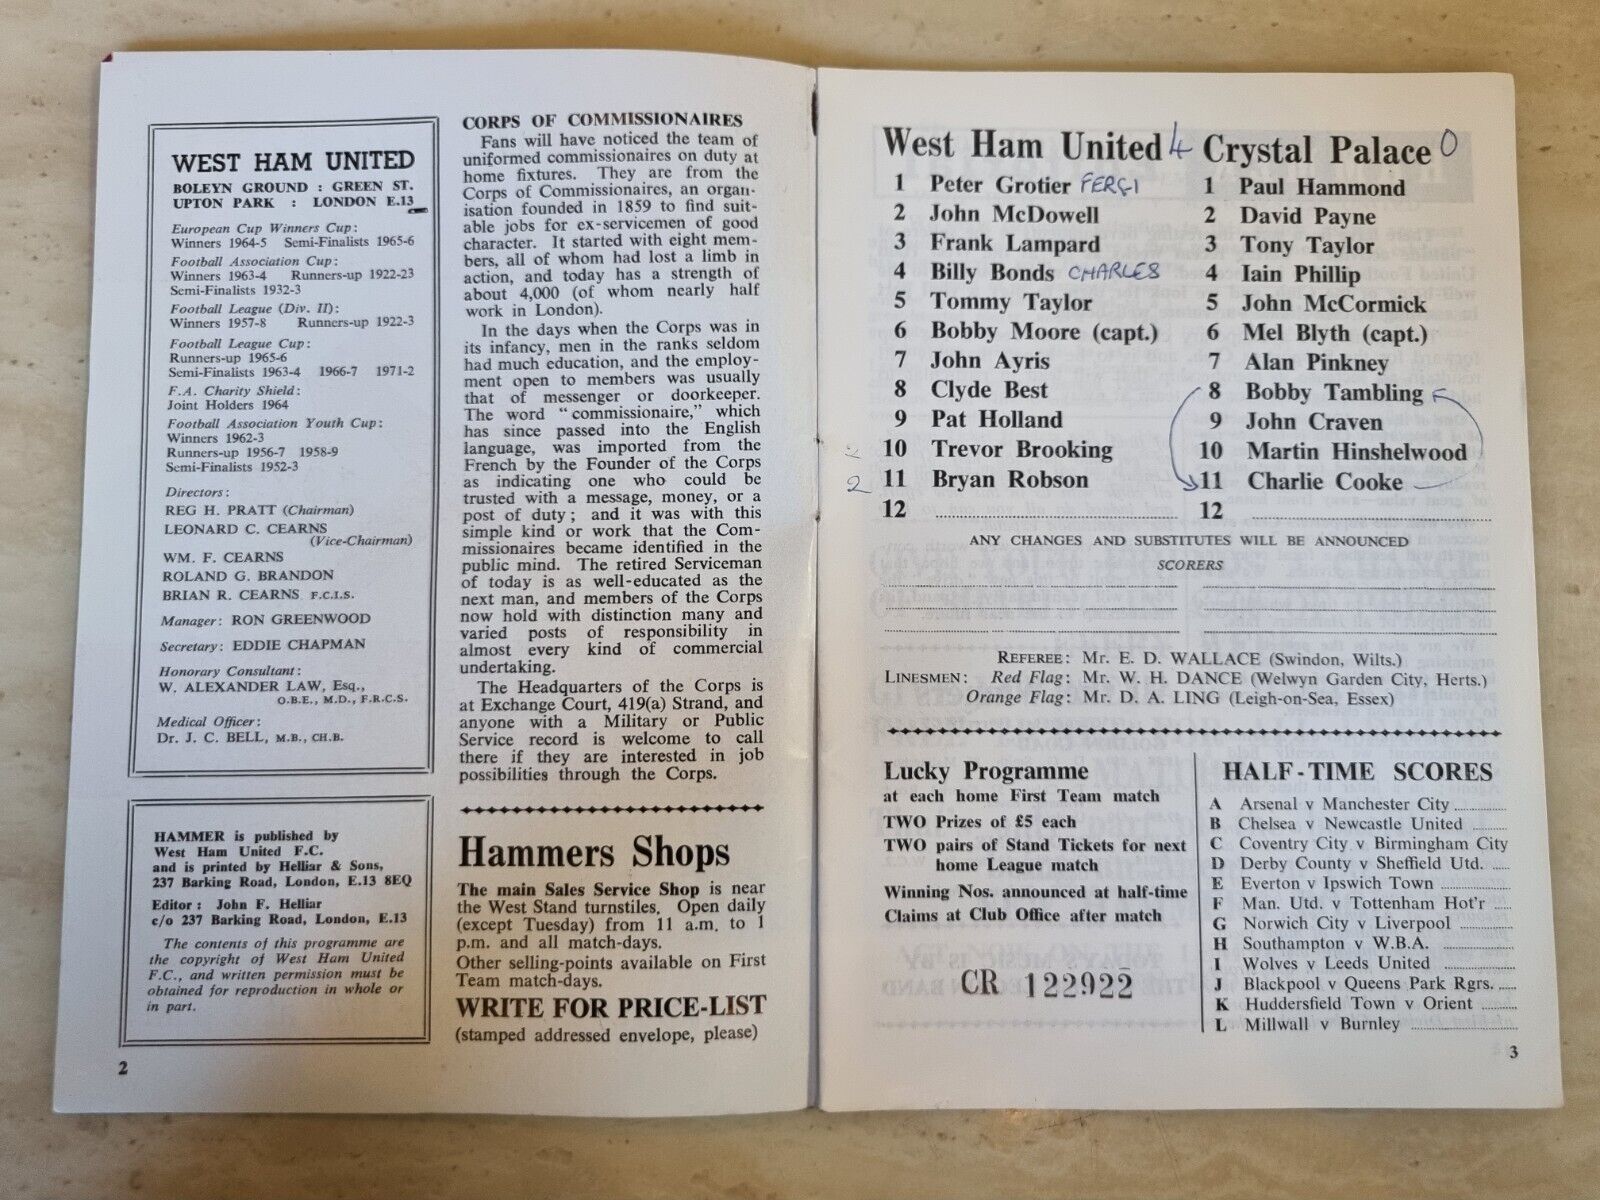 WEST HAM UNITED
BOLEYN GROUND : GREEN ST.
UPTON PARK : LONDON E.13
European Cup Winners Cup:
Winners 1964-5 Semi-Finalists 1965-6
Football Association Cup:
Winners 1963-4 Runners-up 1922-23
Semi-Finalists 1932-3
Football League (Div. II):
Winners 1957-8 Runners-up 1922-3
Football League Cup:
Runners-up 1965-6
Semi-Finalists 1963-4 1966-7 1971-2
F.A. Charity Shield:
Joint Holders 1964
Football Association Youth Cup:
Winners 1962-3
Runners-up 1956-7 1958-9
Semi-Finalists 1952-3
Directors:
REG H. PRATT (Chairman)
LEONARD C. CEARNS
(Vice-Chairman)
WM. F. CEARNS
ROLAND G. BRANDON
BRIAN R. CEARNS F.C.I.S.
Manager: RON GREENWOOD
Secretary: EDDIE CHAPMAN
Honorary Consultant:
W. ALEXANDER LAW, Esq.,
O.B.E., M.D., F.R.C.S.
Medical Officer:
Dr. J. C. BELL, M.B., CH.B.
HAMMER is published by
West Ham United F.C.
and is printed by Helliar & Sons,
237 Barking Road, London, E.13 8EQ
Editor: John F. Helliar
c/o 237 Barking Road, London, E.13
The contents of this programme are
the copyright of West Ham United
F.C., and written permission must be
obtained for reproduction in whole or
in part.
2
CORPS OF COMMISSIONAIRES
Fans will have noticed the team of
uniformed commissionaires on duty at
home fixtures. They are from the
Corps of Commissionaires, an organ-
isation founded in 1859 to find suit-
able jobs for ex-servicemen of good
character. It started with eight mem-
bers, all of whom had lost a limb in
action, and today has a strength of
about 4,000 (of whom nearly half
work in London).
In the days when the Corps was in
its infancy, men in the ranks seldom
had much education, and the employ-
ment open to members was usually
that of messenger or doorkeeper.
The word "commissionaire," which
has since passed into the English
language, was imported from the
French by the Founder of the Corps
as indicating one who could be
trusted with a message, money, or a
post of duty; and it was with this
simple kind or work that the Com-
missionaires became identified in the
public mind. The retired Serviceman
of today is as well-educated as the
next man, and members of the Corps
now hold with distinction many and
varied posts of responsibility in
almost every kind of commercial
undertaking.
The Headquarters of the Corps is
at Exchange Court, 419(a) Strand, and
anyone with a Military or Public
Service record is welcome to call
there if they are interested in job
possibilities through the Corps.
Hammers Shops
The main Sales Service Shop is near
the West Stand turnstiles. Open daily
(except Tuesday) from 11 a.m. to 1
p.m. and all match-days.
Other selling-points available on First
Team match-days.
WRITE FOR PRICE-LIST
(stamped addressed envelope, please)
West Ham United 4
1 Peter Grotier FERGI
2 John McDowell
3 Frank Lampard
4 Billy Bonds CHARLES
5 Tommy Taylor
6 Bobby Moore (capt.)
7 John Ayris
8 Clyde Best
9 Pat Holland
2 10 Trevor Brooking
2 11 Bryan Robson
12
Crystal Palace 0
1 Paul Hammond
2 David Payne
3 Tony Taylor
4 Iain Phillip
5 John McCormick
6 Mel Blyth (capt.)
7 Alan Pinkney
8 Bobby Tambling
9 John Craven
10 Martin Hinshelwood
11 Charlie Cooke
12
ANY CHANGES AND SUBSTITUTES WILL BE ANNOUNCED
SCORERS
REFEREE: Mr. E. D. WALLACE (Swindon, Wilts.)
LINESMEN: Red Flag: Mr. W. H. DANCE (Welwyn Garden City, Herts.)
Orange Flag: Mr. D. A. LING (Leigh-on-Sea, Essex)
Lucky Programme
at each home First Team match
TWO Prizes of £5 each
TWO pairs of Stand Tickets for next
home League match
Winning Nos. announced at half-time
Claims at Club Office after match
CR 122922
HALF-TIME SCORES
A Arsenal v Manchester City
B Chelsea v Newcastle United
C Coventry City v Birmingham City
D Derby County v Sheffield Utd.
E Everton v Ipswich Town
F Man. Utd. v Tottenham Hot'r
G Norwich City v Liverpool
H Southampton v W.B.A.
I Wolves v Leeds United
J Blackpool v Queens Park Rgrs.
K Huddersfield Town v Orient
L Millwall v Burnley
3